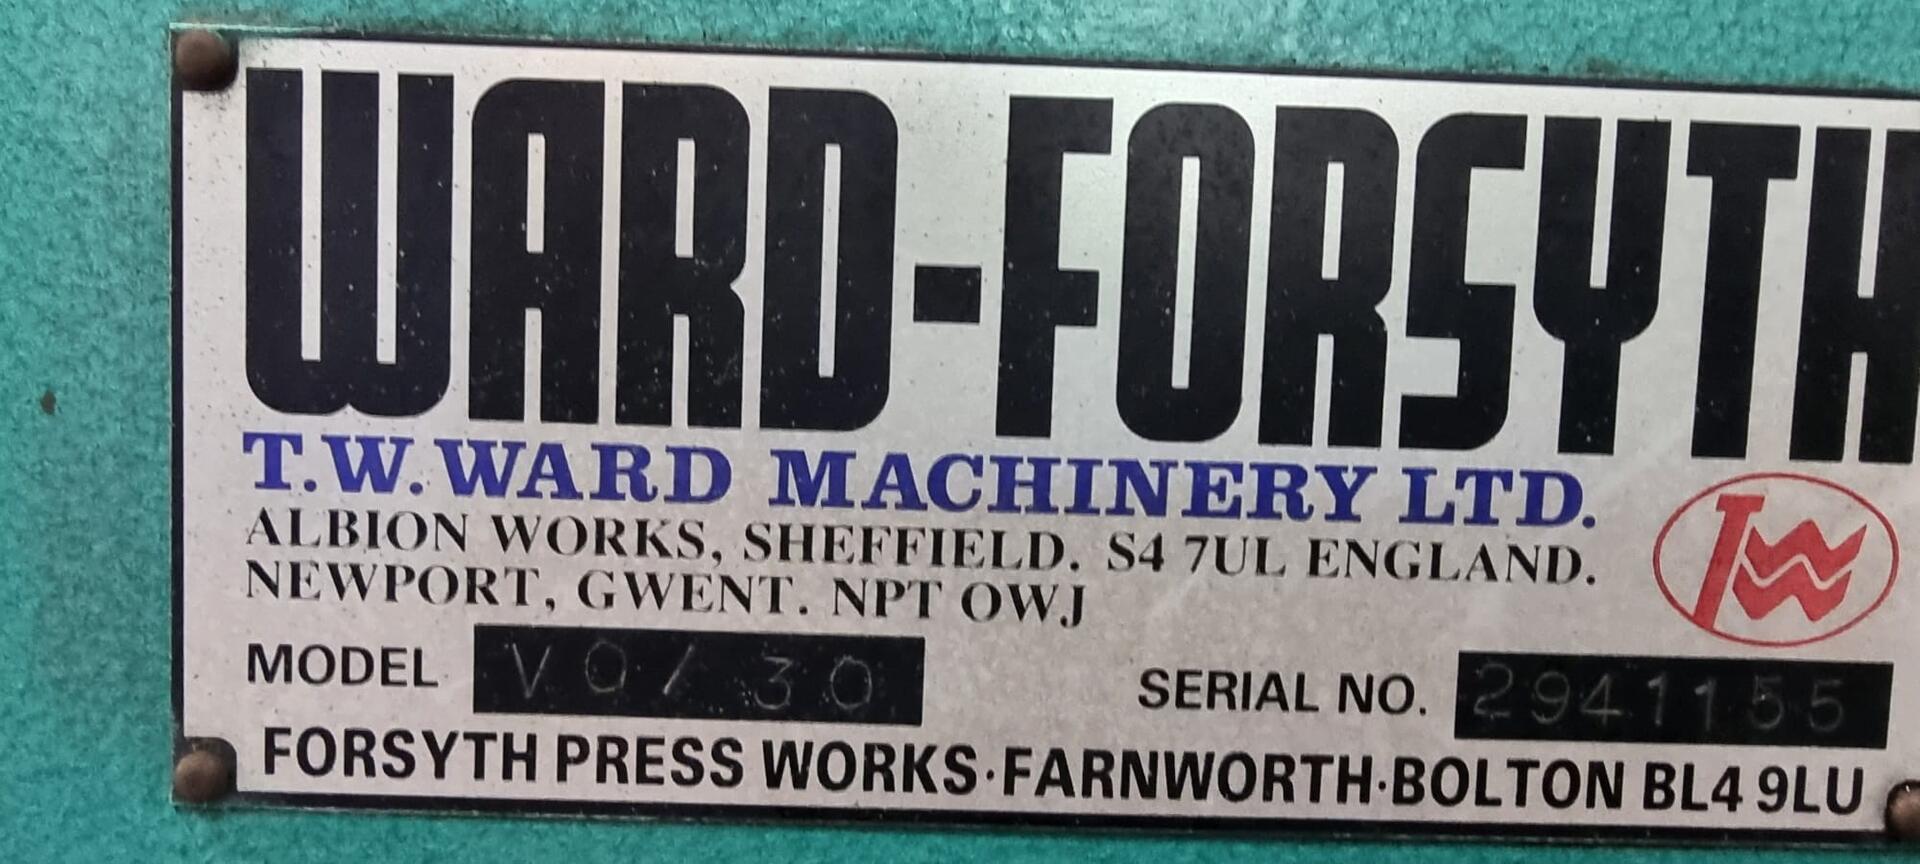 WARD-FORSYTH
T.W. WARD MACHINERY LTD.
ALBION WORKS, SHEFFIELD. S4 7UL ENGLAND.
NEWPORT, GWENT. NPT OWJ
TW
MODEL VO/30
SERIAL NO. 2941155
FORSYTH PRESS WORKS·FARNWORTH·BOLTON BL4 9LU